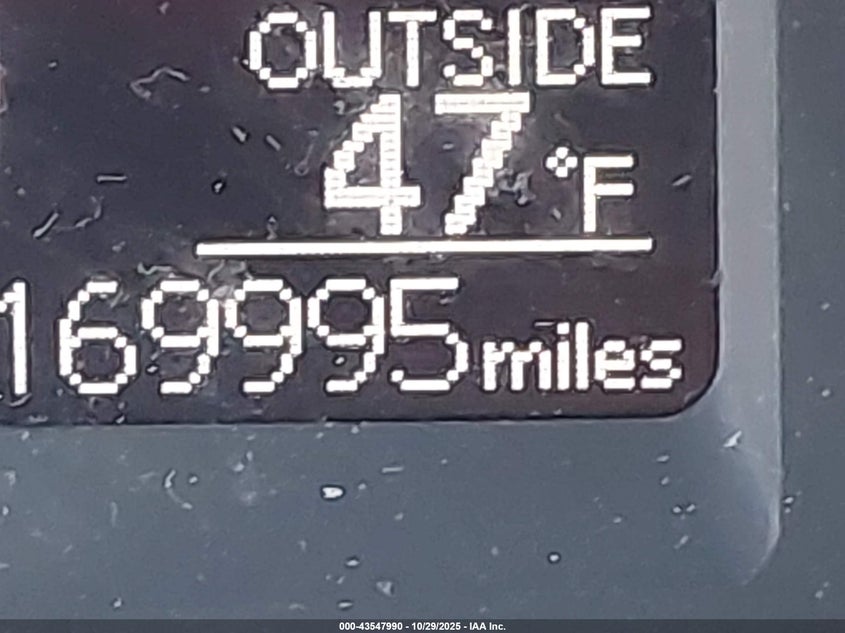 OUTSIDE
47°F
169995 miles
000-43547990 - 10/29/2025 - IAA Inc.